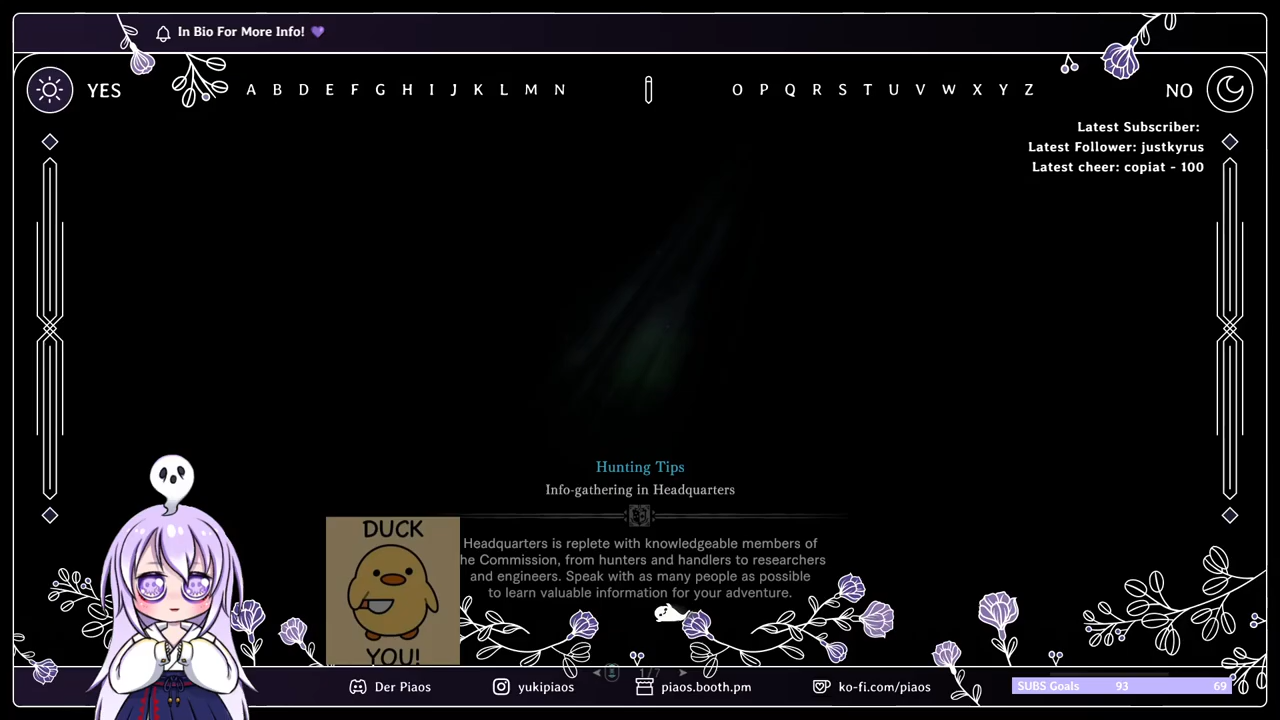 In Bio For More Info! 💜
YES
A B D E F G H I J K L M N
O P Q R S T U V W X Y Z
NO
Latest Subscriber:
Latest Follower: justkyrus
Latest cheer: copiat - 100
Hunting Tips
Info-gathering in Headquarters
Headquarters is replete with knowledgeable members of
he Commission, from hunters and handlers to researchers
and engineers. Speak with as many people as possible
to learn valuable information for your adventure.
DUCK
YOU!
1/7
Der Piaos
yukipiaos
piaos.booth.pm
ko-fi.com/piaos
SUBS Goals 93 69